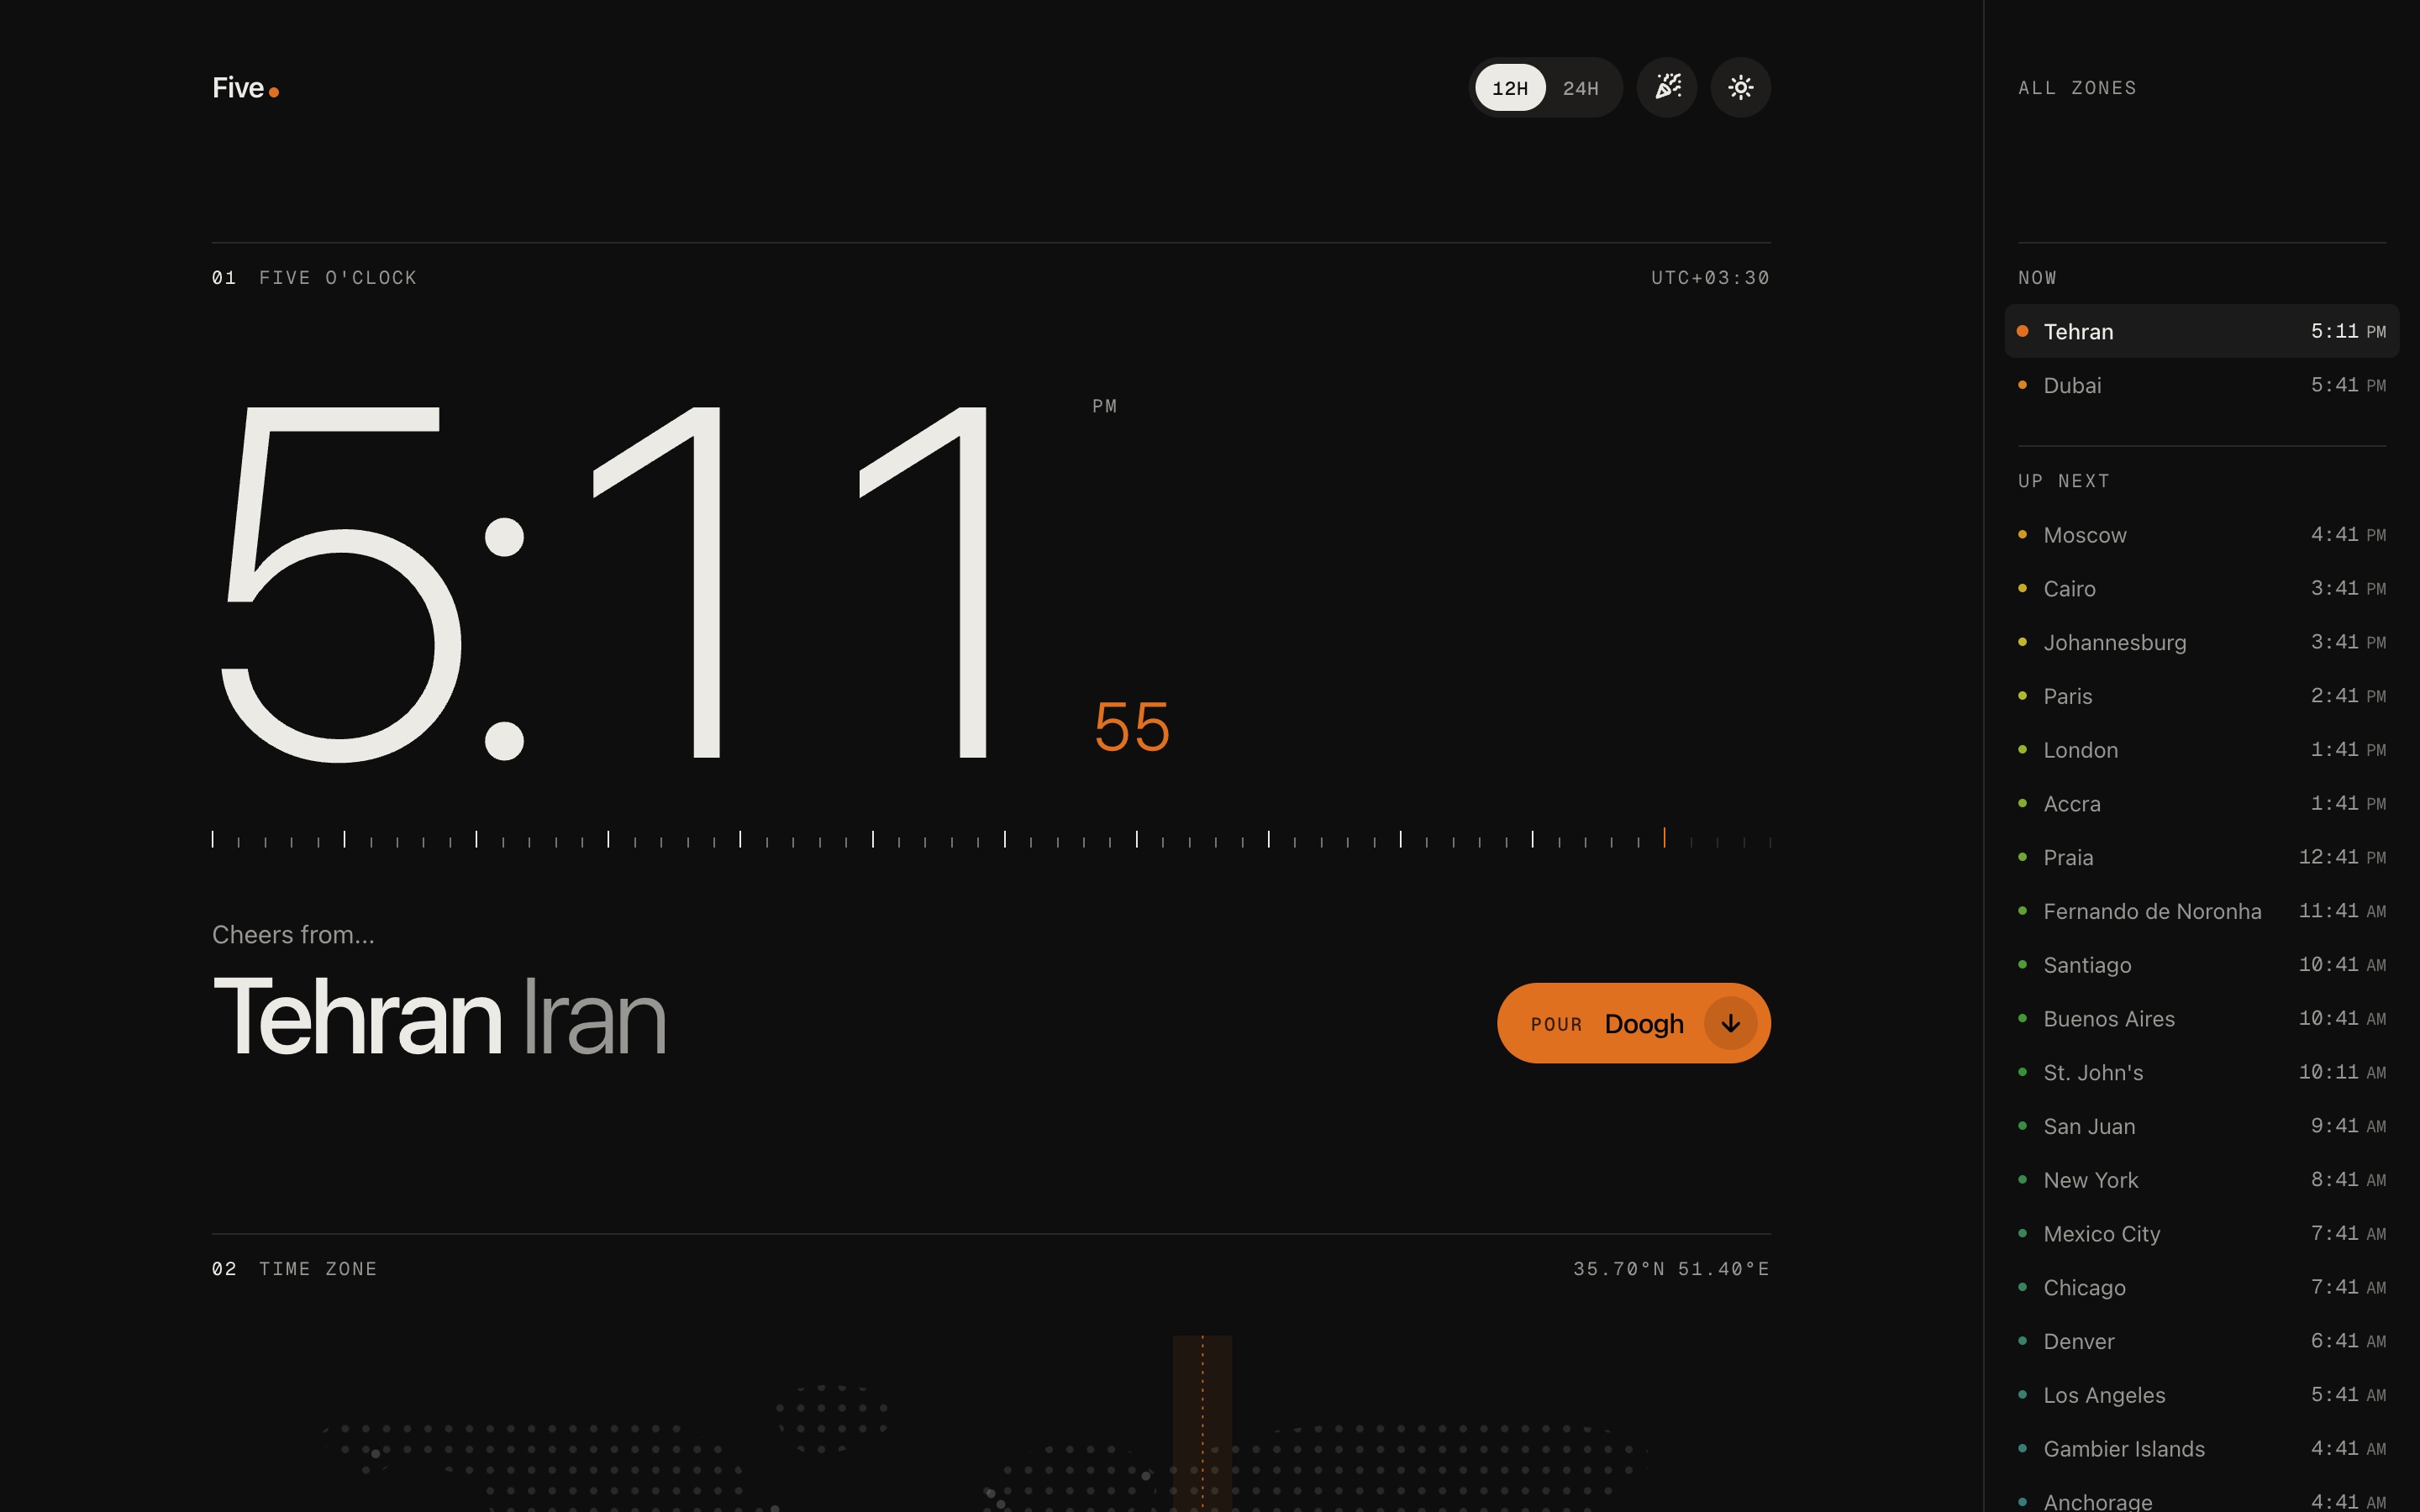 Five
12H 24H
01 FIVE O'CLOCK UTC+03:30
5:11 PM
55
Cheers from...
Tehran Iran
POUR Doogh
02 TIME ZONE 35.70°N 51.40°E
ALL ZONES
NOW
Tehran 5:11 PM
Dubai 5:41 PM
UP NEXT
Moscow 4:41 PM
Cairo 3:41 PM
Johannesburg 3:41 PM
Paris 2:41 PM
London 1:41 PM
Accra 1:41 PM
Praia 12:41 PM
Fernando de Noronha 11:41 AM
Santiago 10:41 AM
Buenos Aires 10:41 AM
St. John's 10:11 AM
San Juan 9:41 AM
New York 8:41 AM
Mexico City 7:41 AM
Chicago 7:41 AM
Denver 6:41 AM
Los Angeles 5:41 AM
Gambier Islands 4:41 AM
Anchorage 4:41 AM